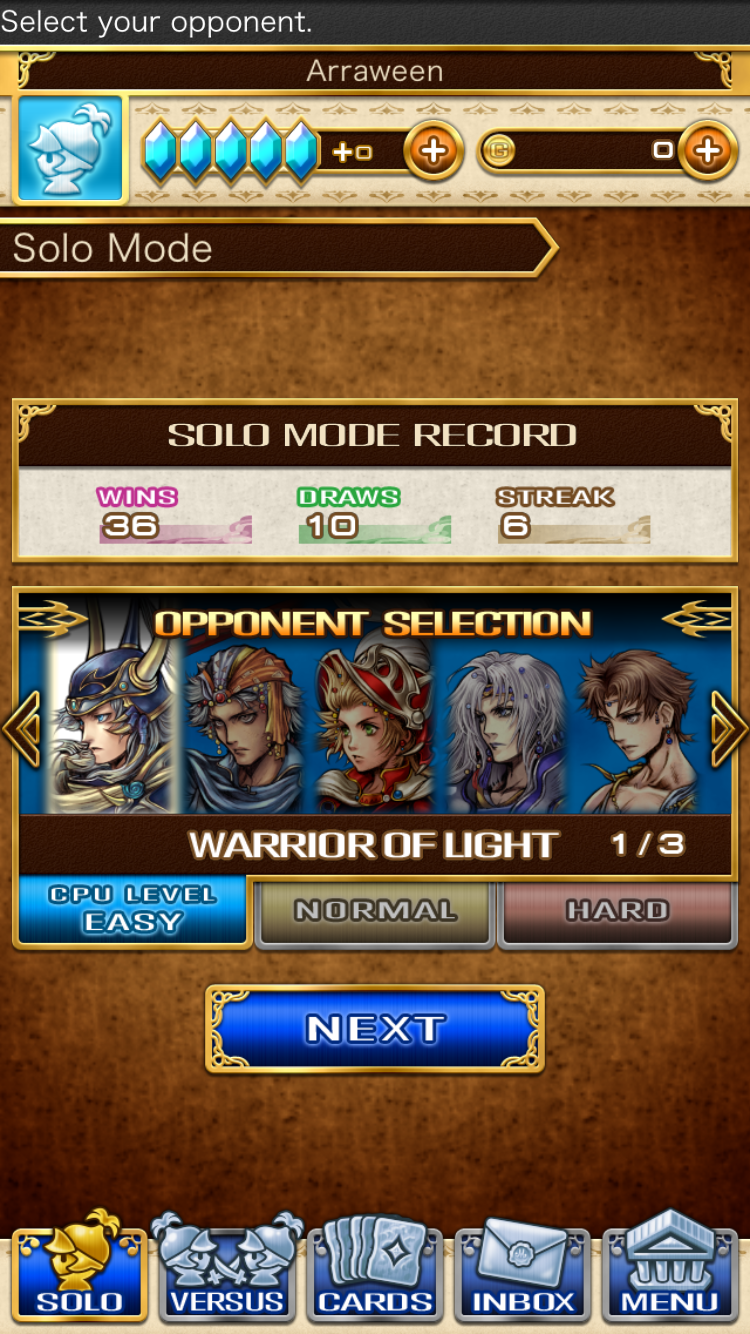 Select your opponent.
Arraween
+0
G 0
Solo Mode
SOLO MODE RECORD
WINS DRAWS STREAK
36 10 6
OPPONENT SELECTION
WARRIOR OF LIGHT 1/3
CPU LEVEL
EASY NORMAL HARD
NEXT
SOLO VERSUS CARDS INBOX MENU